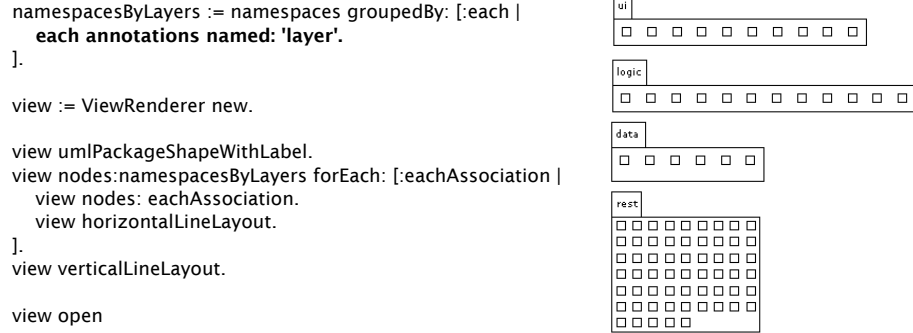 namespacesByLayers := namespaces groupedBy: [:each |
each annotations named: 'layer'.
].
view := ViewRenderer new.
view umlPackageShapeWithLabel.
view nodes:namespacesByLayers forEach: [:eachAssociation |
view nodes: eachAssociation.
view horizontalLineLayout.
].
view verticalLineLayout.
view open
ui
logic
data
rest